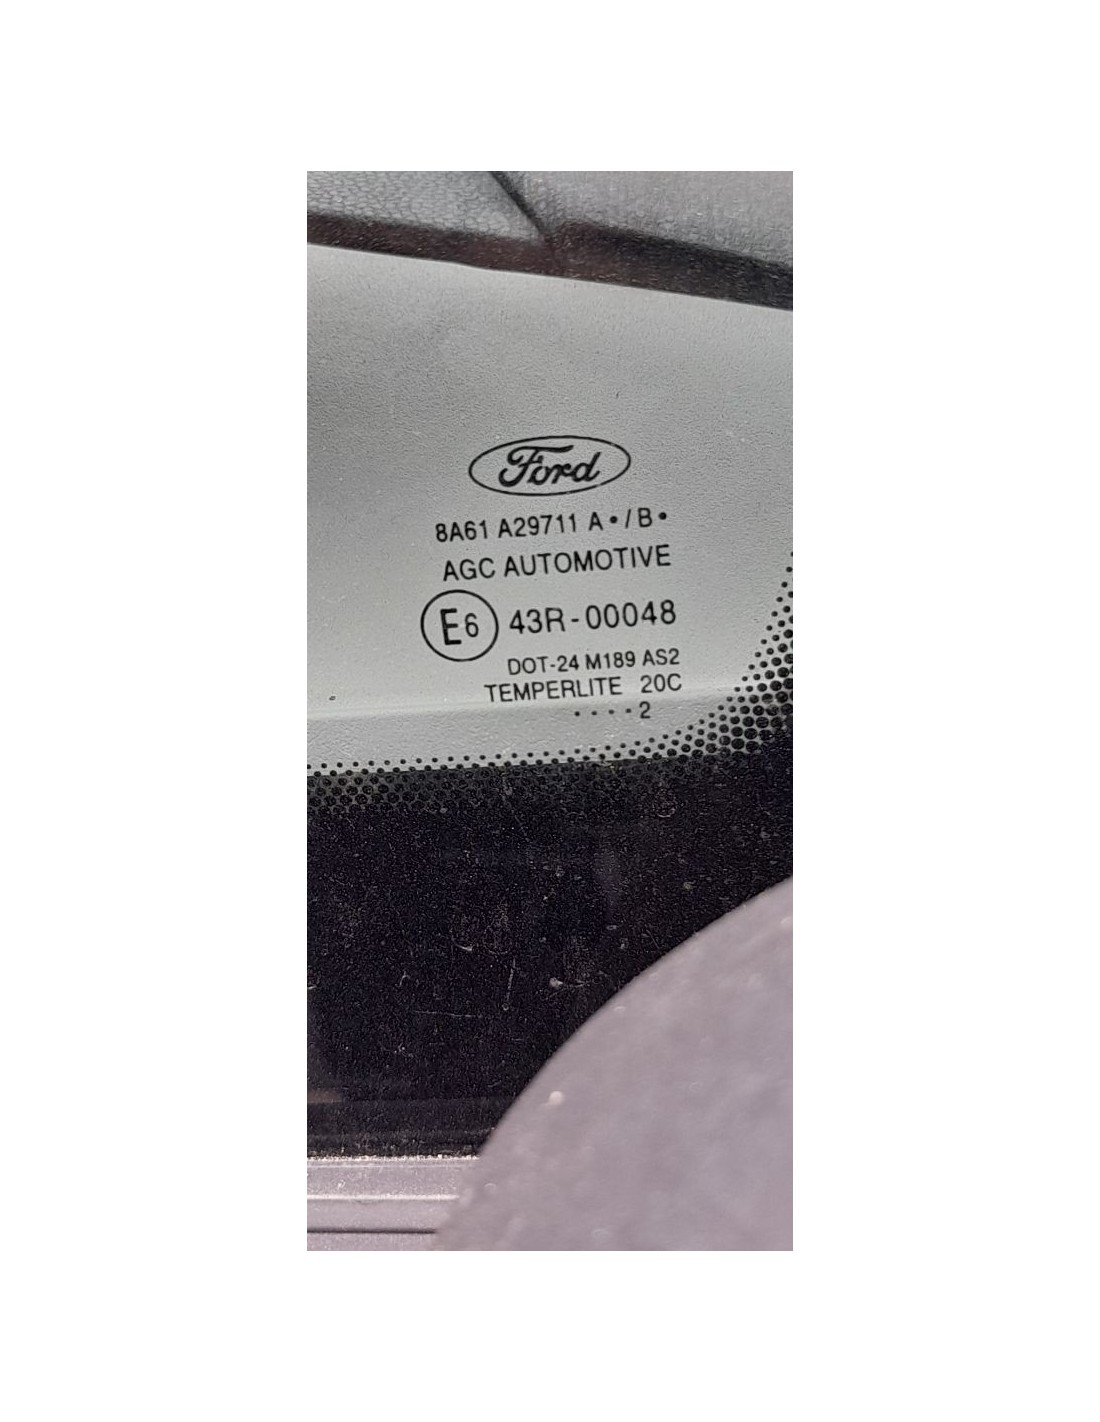 Ford
8A61 A29711 A•/B•
AGC AUTOMOTIVE
E6 43R-00048
DOT-24 M189 AS2
TEMPERLITE 20C
····2